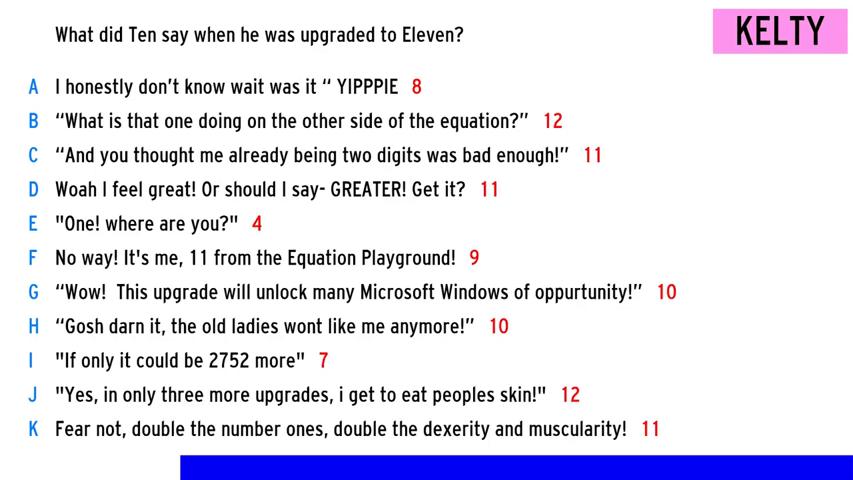 What did Ten say when he was upgraded to Eleven?
KELTY
A I honestly don’t know wait was it “ YIPPPIE 8
B “What is that one doing on the other side of the equation?” 12
C “And you thought me already being two digits was bad enough!” 11
D Woah I feel great! Or should I say- GREATER! Get it? 11
E "One! where are you?" 4
F No way! It's me, 11 from the Equation Playground! 9
G “Wow!  This upgrade will unlock many Microsoft Windows of oppurtunity!” 10
H “Gosh darn it, the old ladies wont like me anymore!” 10
I "If only it could be 2752 more" 7
J "Yes, in only three more upgrades, i get to eat peoples skin!" 12
K Fear not, double the number ones, double the dexerity and muscularity! 11